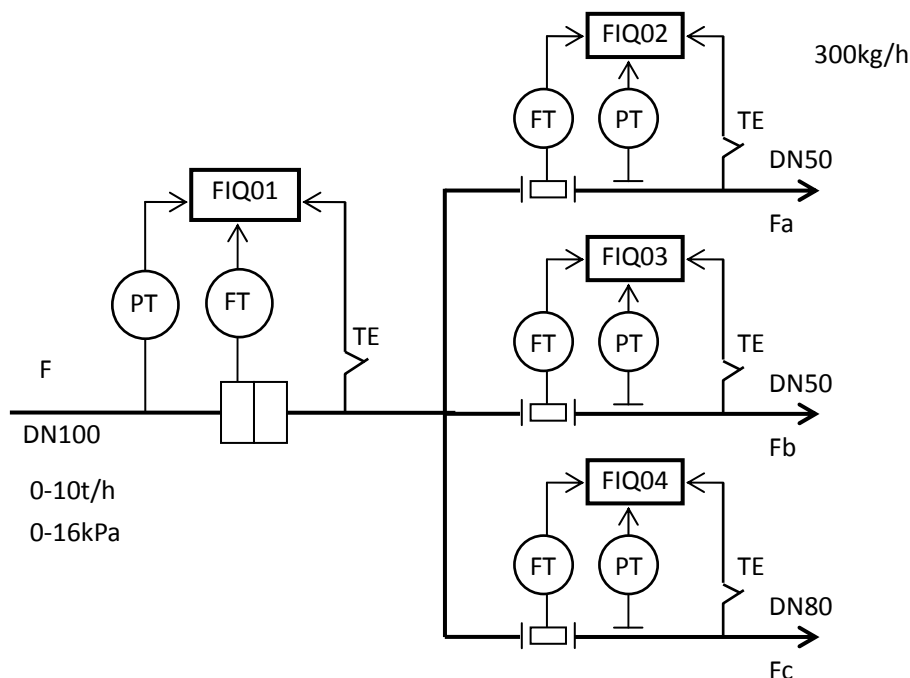 FIQ02
300kg/h
FT
PT
TE
DN50
Fa
FIQ01
PT
FT
TE
F
DN100
0-10t/h
0-16kPa
FIQ03
FT
PT
TE
DN50
Fb
FIQ04
FT
PT
TE
DN80
Fc